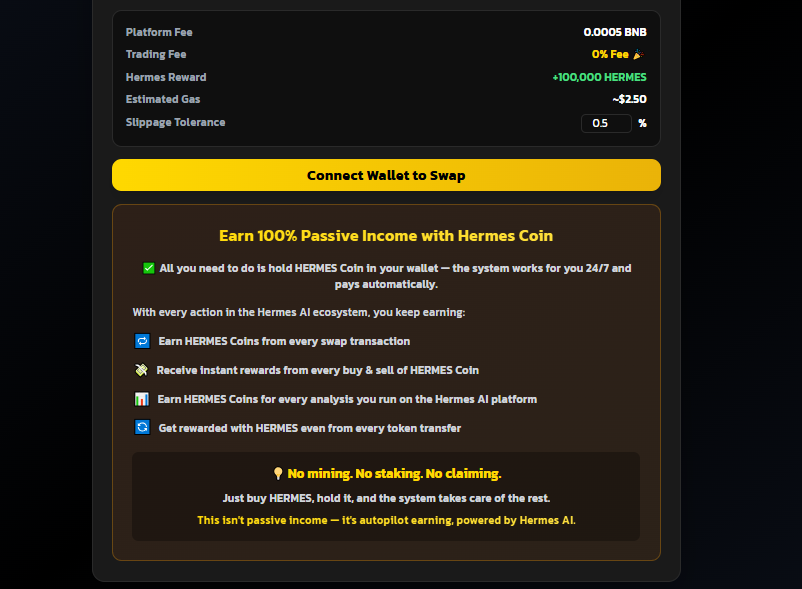 Platform Fee 0.0005 BNB
Trading Fee 0% Fee 🎉
Hermes Reward +100,000 HERMES
Estimated Gas ~$2.50
Slippage Tolerance 0.5 %
Connect Wallet to Swap
Earn 100% Passive Income with Hermes Coin
✅ All you need to do is hold HERMES Coin in your wallet — the system works for you 24/7 and
pays automatically.
With every action in the Hermes AI ecosystem, you keep earning:
🔁 Earn HERMES Coins from every swap transaction
💸 Receive instant rewards from every buy & sell of HERMES Coin
📊 Earn HERMES Coins for every analysis you run on the Hermes AI platform
🔄 Get rewarded with HERMES even from every token transfer
💡 No mining. No staking. No claiming.
Just buy HERMES, hold it, and the system takes care of the rest.
This isn't passive income — it's autopilot earning, powered by Hermes AI.